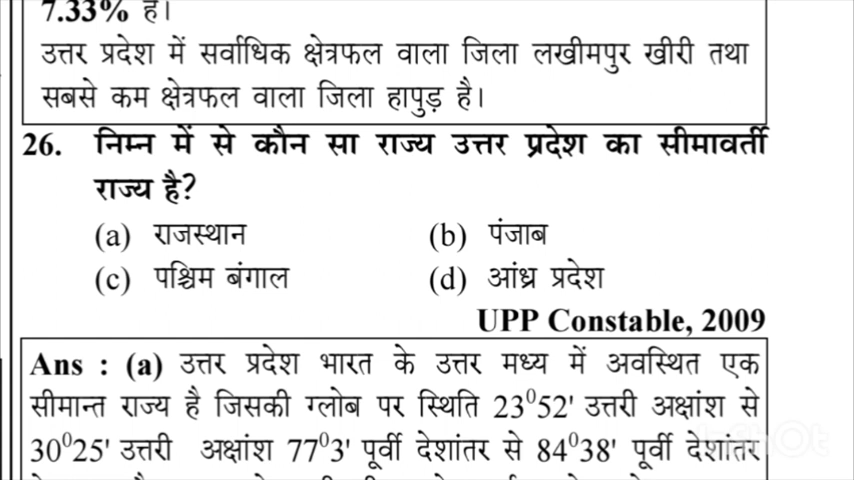 7.33% है।
उत्तर प्रदेश में सर्वाधिक क्षेत्रफल वाला जिला लखीमपुर खीरी तथा
सबसे कम क्षेत्रफल वाला जिला हापुड़ है।
26. निम्न में से कौन सा राज्य उत्तर प्रदेश का सीमावर्ती
राज्य है?
(a) राजस्थान (b) पंजाब
(c) पश्चिम बंगाल (d) आंध्र प्रदेश
UPP Constable, 2009
Ans : (a) उत्तर प्रदेश भारत के उत्तर मध्य में अवस्थित एक
सीमान्त राज्य है जिसकी ग्लोब पर स्थिति 23⁰52' उत्तरी अक्षांश से
30⁰25' उत्तरी अक्षांश 77⁰3' पूर्वी देशांतर से 84⁰38' पूर्वी देशांतर